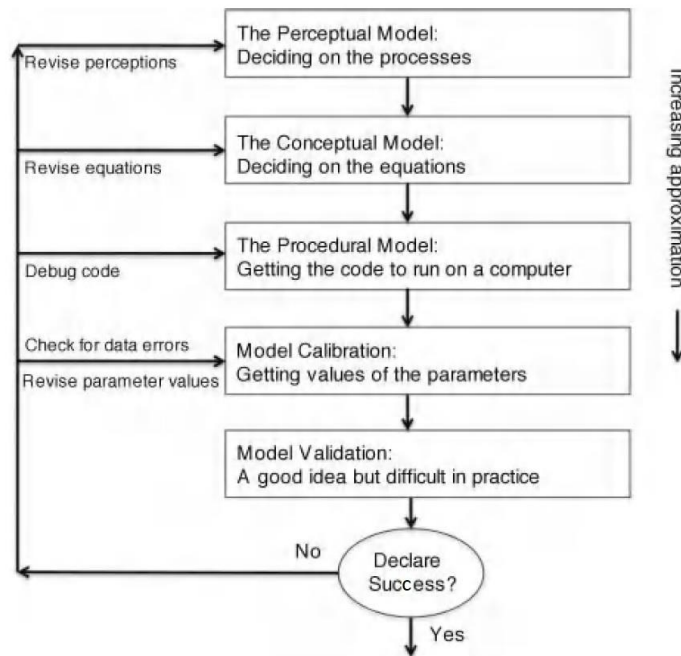 The Perceptual Model:
Deciding on the processes
Revise perceptions
The Conceptual Model:
Deciding on the equations
Revise equations
The Procedural Model:
Getting the code to run on a computer
Debug code
Check for data errors
Revise parameter values
Model Calibration:
Getting values of the parameters
Model Validation:
A good idea but difficult in practice
Declare
Success?
No
Yes
Increasing approximation